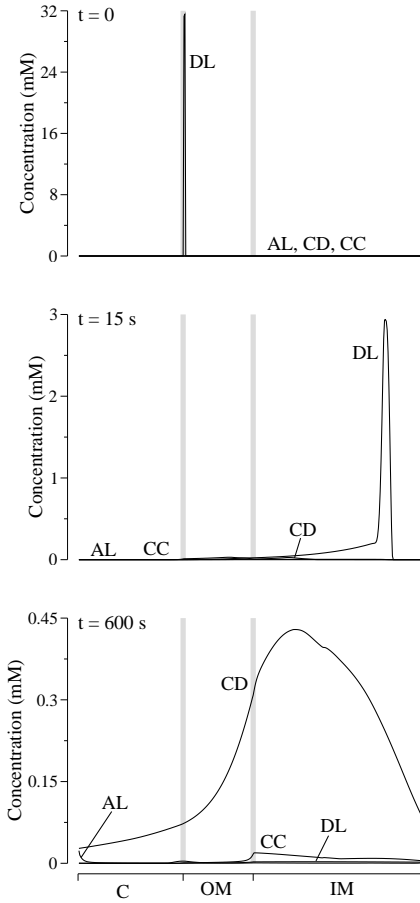 32
t = 0
24
DL
16
8
AL, CD, CC
0
Concentration (mM)
3
t = 15 s
DL
2
1
CD
AL CC
0
Concentration (mM)
0.45
t = 600 s
CD
0.3
0.15
AL
DL
CC
0
Concentration (mM)
C OM IM